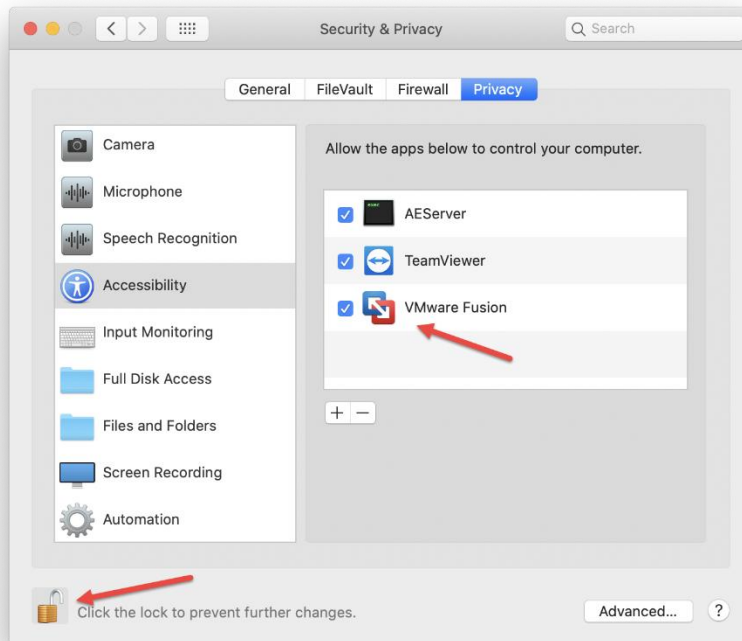 Security & Privacy
Search
General FileVault Firewall Privacy
Camera
Microphone
Speech Recognition
Accessibility
Input Monitoring
Full Disk Access
Files and Folders
Screen Recording
Automation
Allow the apps below to control your computer.
AEServer
TeamViewer
VMware Fusion
+ −
Click the lock to prevent further changes.
Advanced... ?